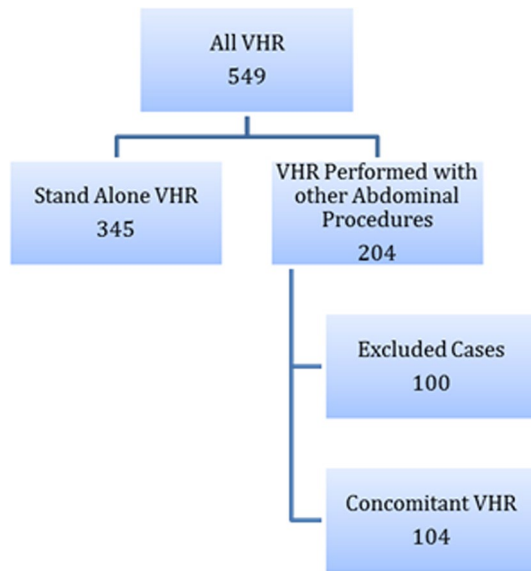 All VHR
549
Stand Alone VHR
345
VHR Performed with
other Abdominal
Procedures
204
Excluded Cases
100
Concomitant VHR
104